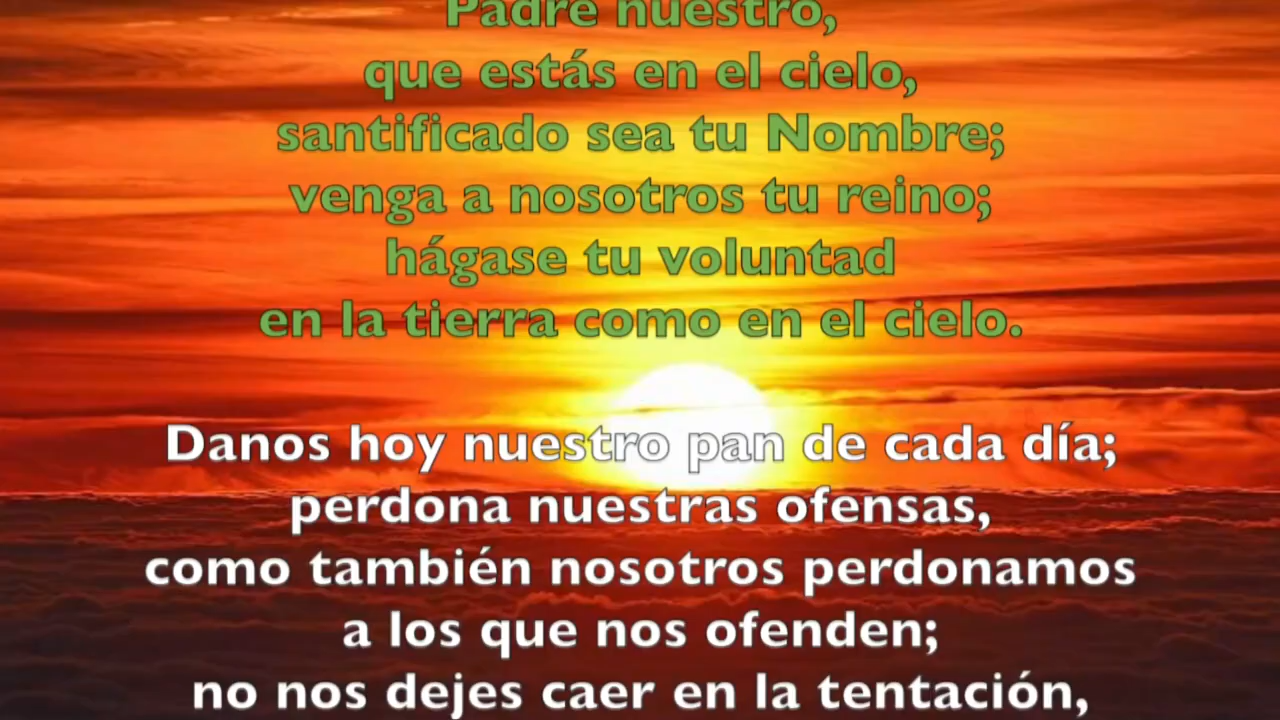 Padre nuestro,
que estás en el cielo,
santificado sea tu Nombre;
venga a nosotros tu reino;
hágase tu voluntad
en la tierra como en el cielo.
Danos hoy nuestro pan de cada día;
perdona nuestras ofensas,
como también nosotros perdonamos
a los que nos ofenden;
no nos dejes caer en la tentación,